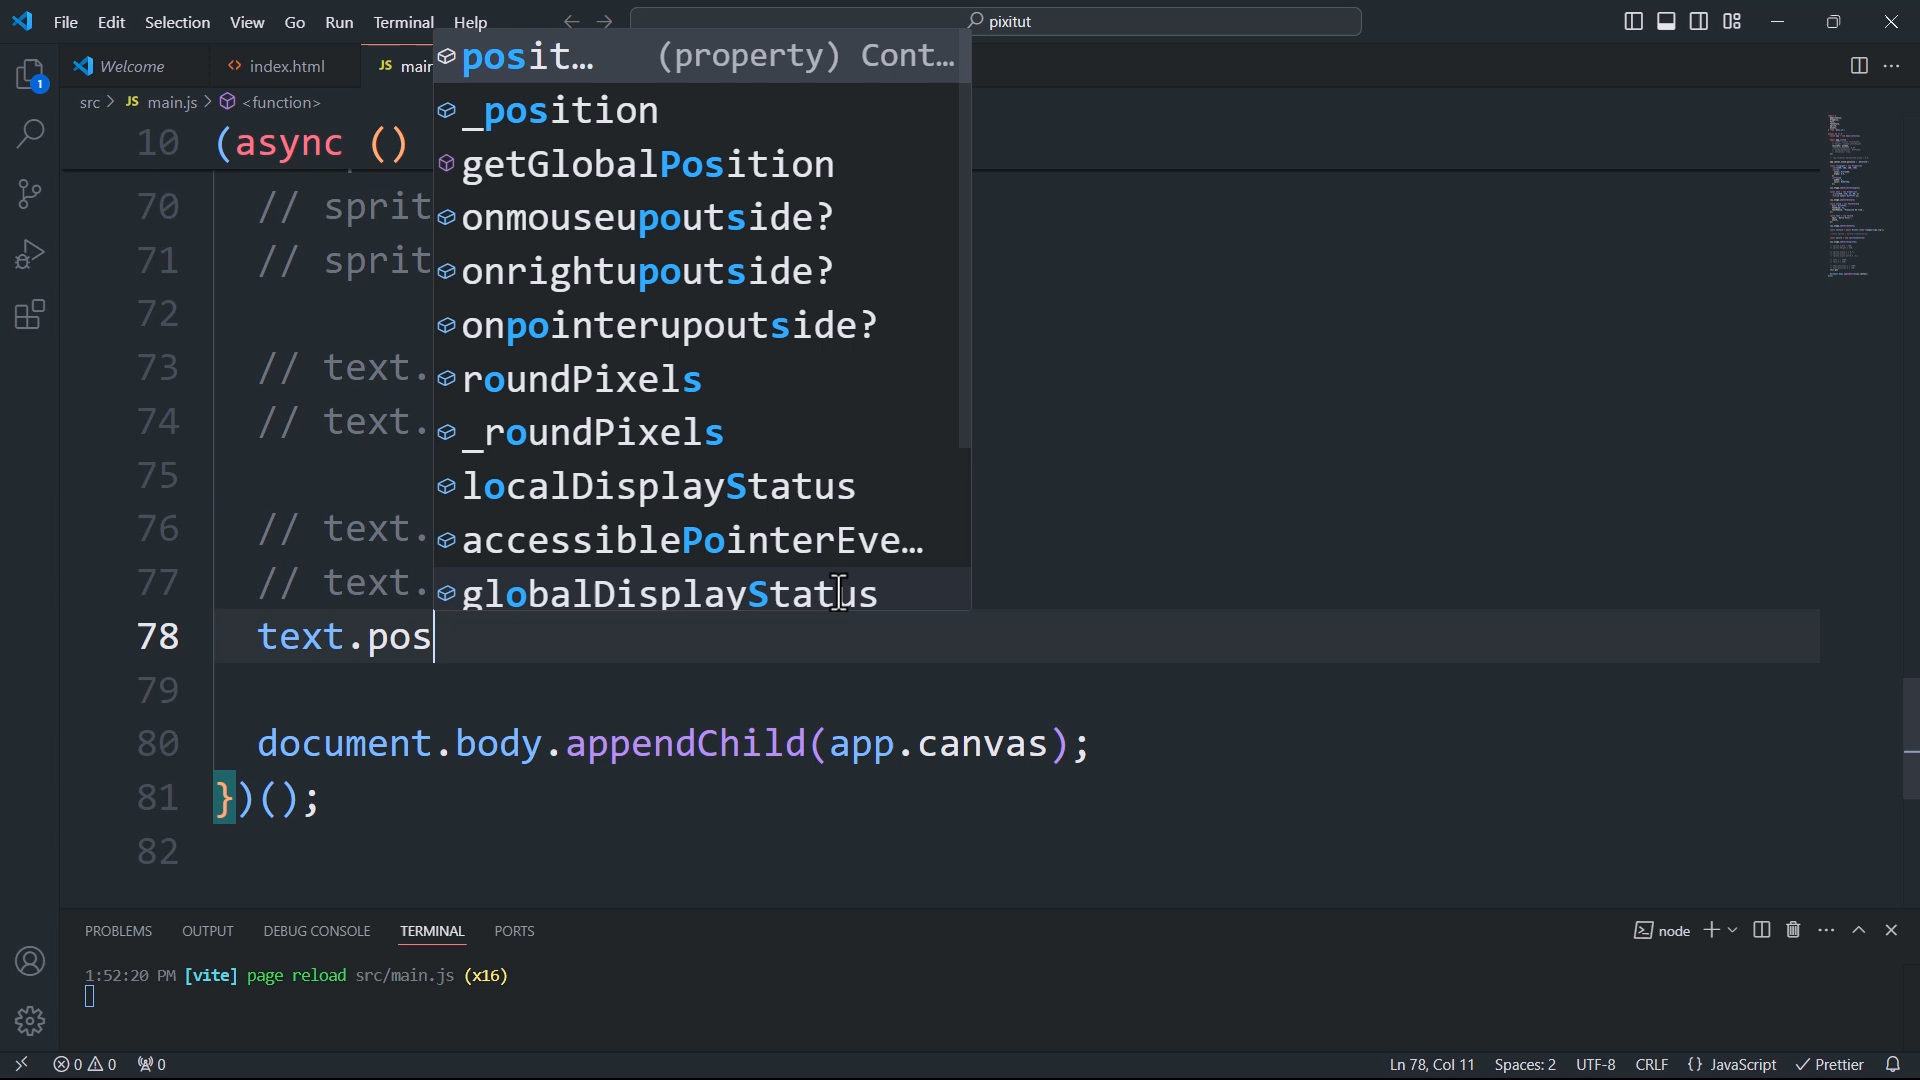 File Edit Selection View Go Run Terminal Help
pixitut
Welcome
index.html
JS main
src > JS main.js > <function>
10 (async ()
70 // sprit
71 // sprit
72
73 // text.
74 // text.
75
76 // text.
77 // text.
78 text.pos
79
80 document.body.appendChild(app.canvas);
81 })();
82
posit... (property) Cont...
_position
getGlobalPosition
onmouseupoutside?
onrightupoutside?
onpointerupoutside?
roundPixels
_roundPixels
localDisplayStatus
accessiblePointerEve...
globalDisplayStatus
1
PROBLEMS OUTPUT DEBUG CONSOLE TERMINAL PORTS
node
1:52:20 PM [vite] page reload src/main.js (x16)
0 0 0
Ln 78, Col 11 Spaces: 2 UTF-8 CRLF {} JavaScript Prettier